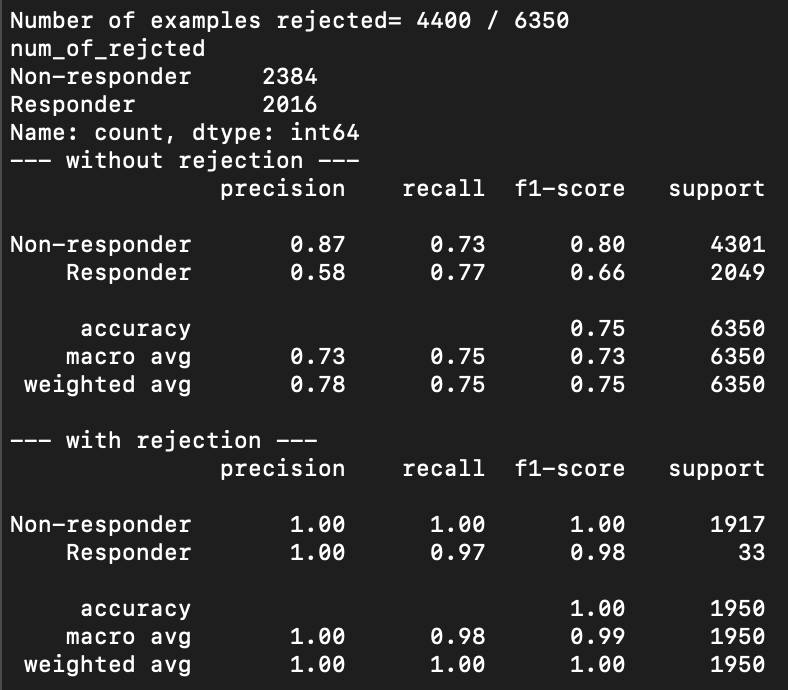 Number of examples rejected= 4400 / 6350
num_of_rejcted
Non-responder     2384
Responder         2016
Name: count, dtype: int64
--- without rejection ---
               precision    recall  f1-score   support

Non-responder       0.87      0.73      0.80      4301
    Responder       0.58      0.77      0.66      2049

     accuracy                           0.75      6350
    macro avg       0.73      0.75      0.73      6350
 weighted avg       0.78      0.75      0.75      6350

--- with rejection ---
               precision    recall  f1-score   support

Non-responder       1.00      1.00      1.00      1917
    Responder       1.00      0.97      0.98        33

     accuracy                           1.00      1950
    macro avg       1.00      0.98      0.99      1950
 weighted avg       1.00      1.00      1.00      1950